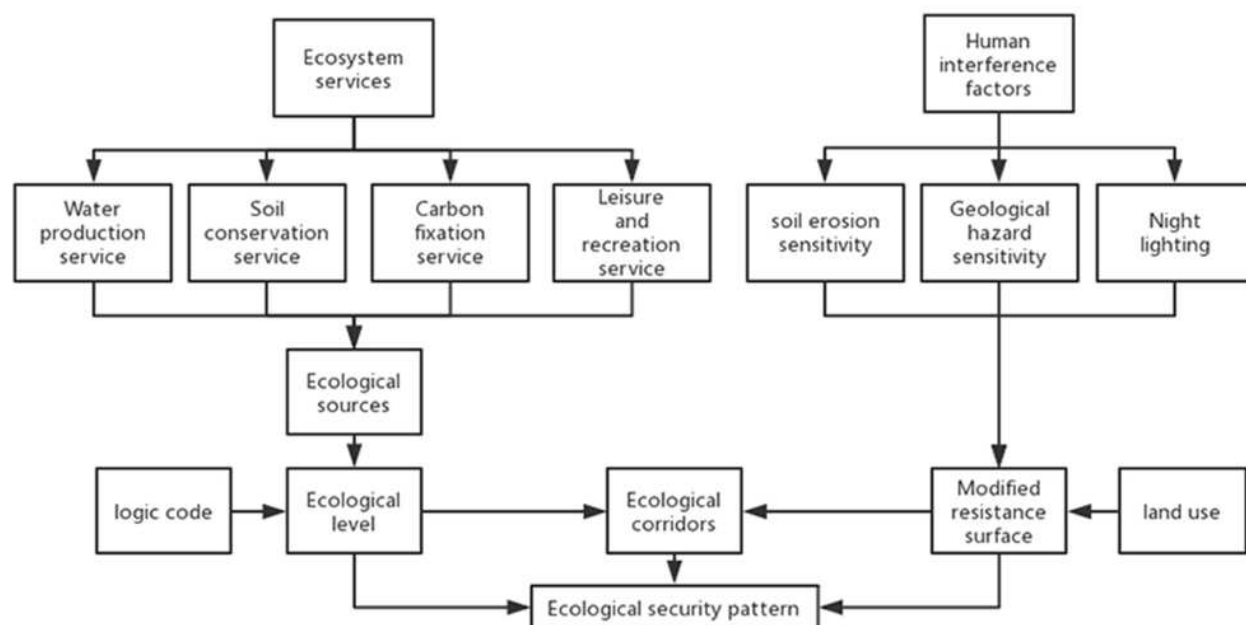 Ecosystem
services
Human
interference
factors
Water
production
service
Soil
conservation
service
Carbon
fixation
service
Leisure
and
recreation
service
soil erosion
sensitivity
Geological
hazard
sensitivity
Night
lighting
Ecological
sources
logic code
Ecological
level
Ecological
corridors
Modified
resistance
surface
land use
Ecological security pattern